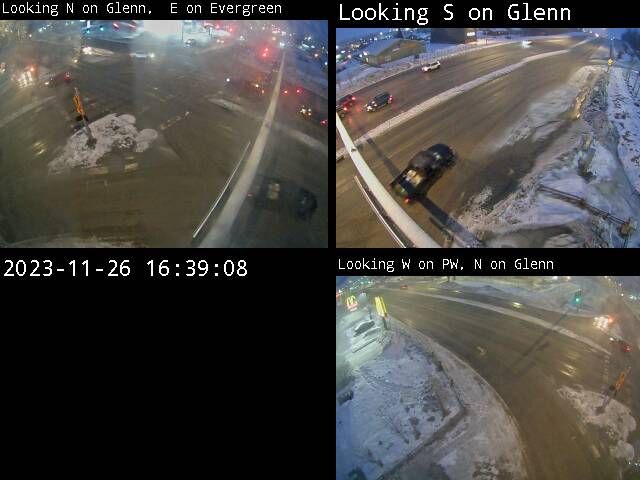 Looking N on Glenn,  E on Evergreen
Looking S on Glenn
2023-11-26 16:39:08
Looking W on PW, N on Glenn